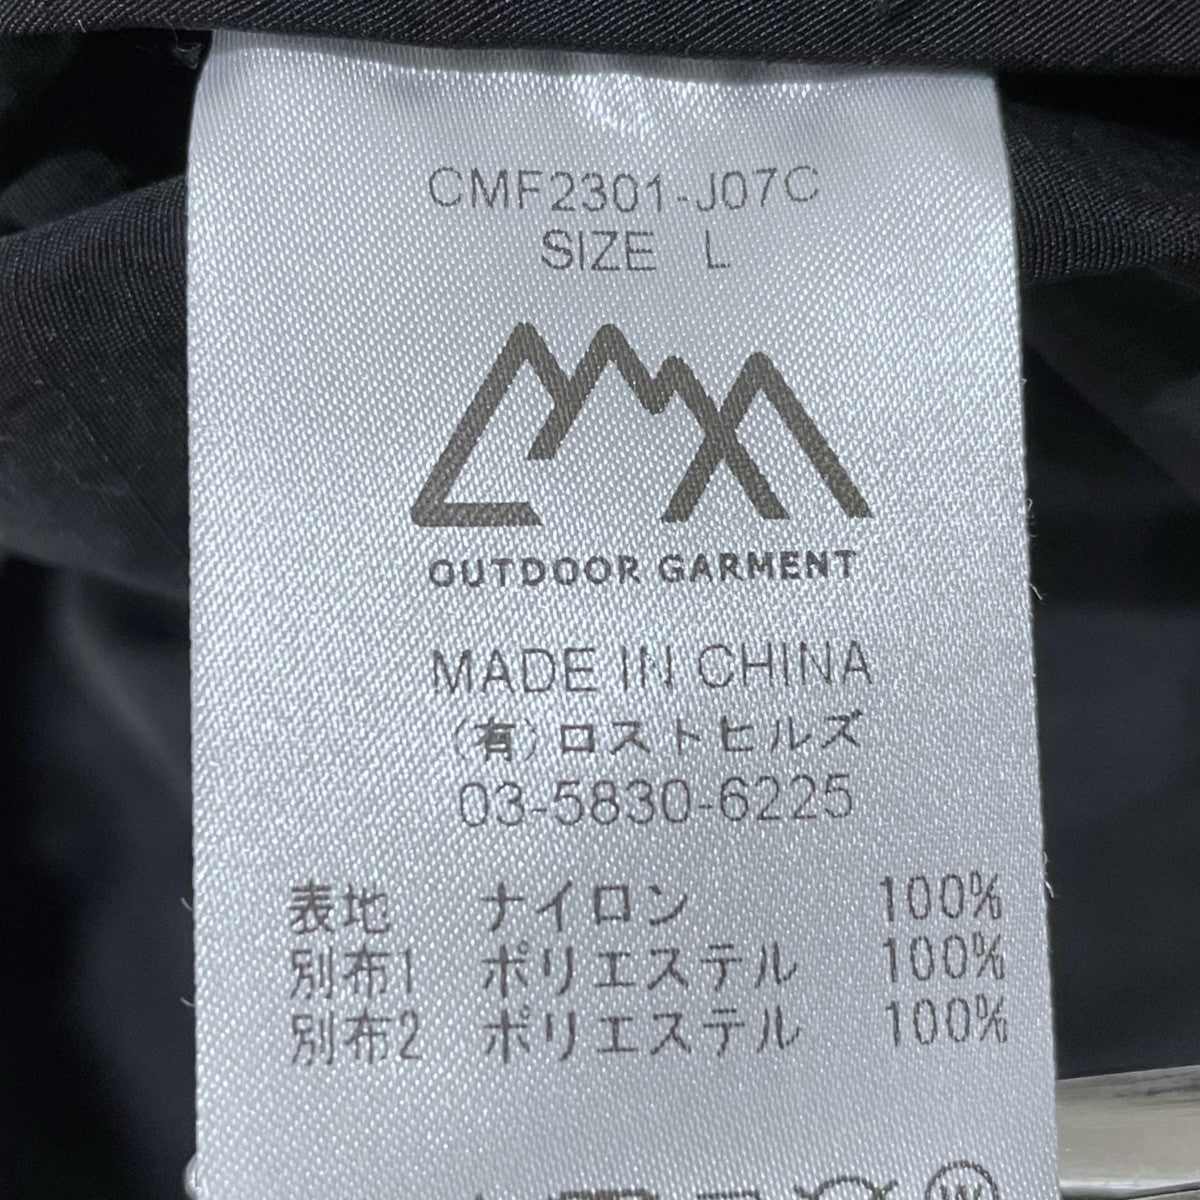 CMF2301-J07C
SIZE L
OUTDOOR GARMENT
MADE IN CHINA
(有)ロストヒルズ
03-5830-6225
表地 ナイロン 100%
別布1 ポリエステル 100%
別布2 ポリエステル 100%